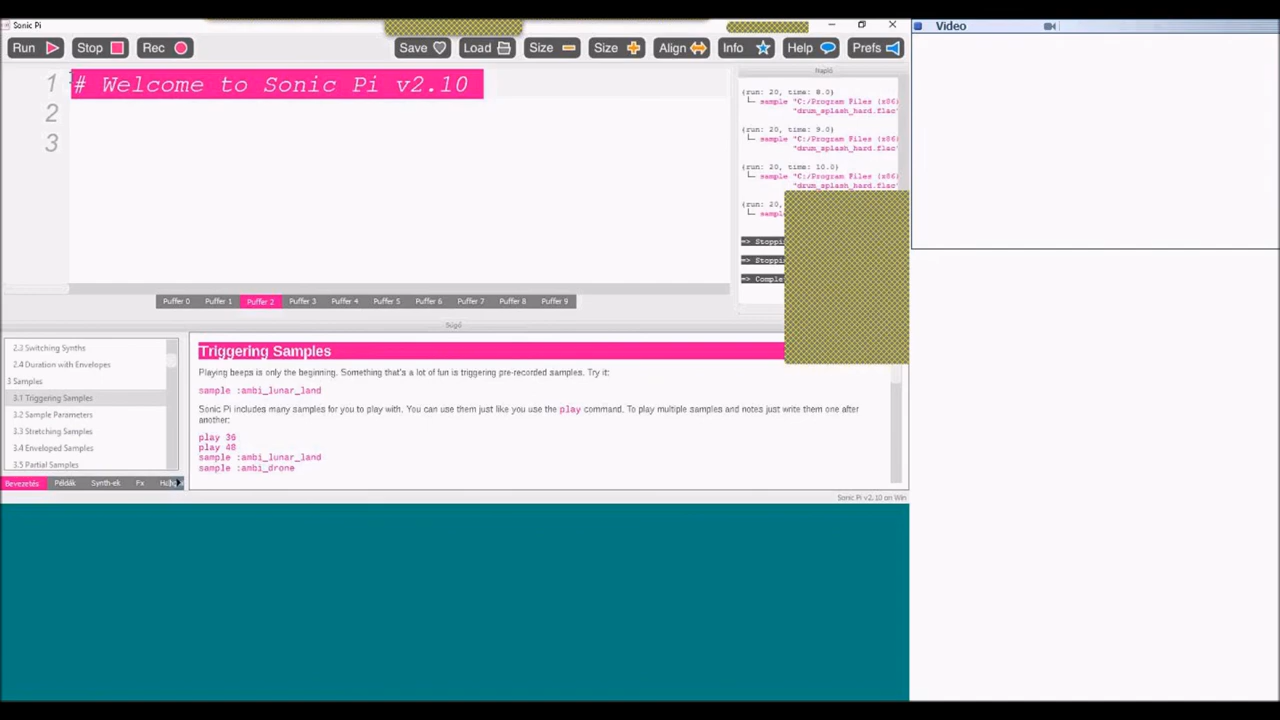 Sonic Pi
Run
Stop
Rec
Save
Load
Size
Size
Align
Info
Help
Prefs
Video
1
# Welcome to Sonic Pi v2.10
2
3
Napló
(run: 20, time: 8.0)
sample "C:/Program Files (x86)
"drum_splash_hard.flac"
(run: 20, time: 9.0)
sample "C:/Program Files (x86)
"drum_splash_hard.flac"
(run: 20, time: 10.0)
sample "C:/Program Files (x86)
"drum_splash_hard.flac"
(run: 20,
sample
=> Stoppi
=> Stoppi
=> Comple
Puffer 0
Puffer 1
Puffer 2
Puffer 3
Puffer 4
Puffer 5
Puffer 6
Puffer 7
Puffer 8
Puffer 9
Súgó
2.3 Switching Synths
2.4 Duration with Envelopes
3 Samples
3.1 Triggering Samples
3.2 Sample Parameters
3.3 Stretching Samples
3.4 Enveloped Samples
3.5 Partial Samples
Bevezetés
Példák
Synth-ek
Fx
Triggering Samples
Playing beeps is only the beginning. Something that's a lot of fun is triggering pre-recorded samples. Try it:
sample :ambi_lunar_land
Sonic Pi includes many samples for you to play with. You can use them just like you use the play command. To play multiple samples and notes just write them one after
another:
play 36
play 48
sample :ambi_lunar_land
sample :ambi_drone
Sonic Pi v2.10 on Win